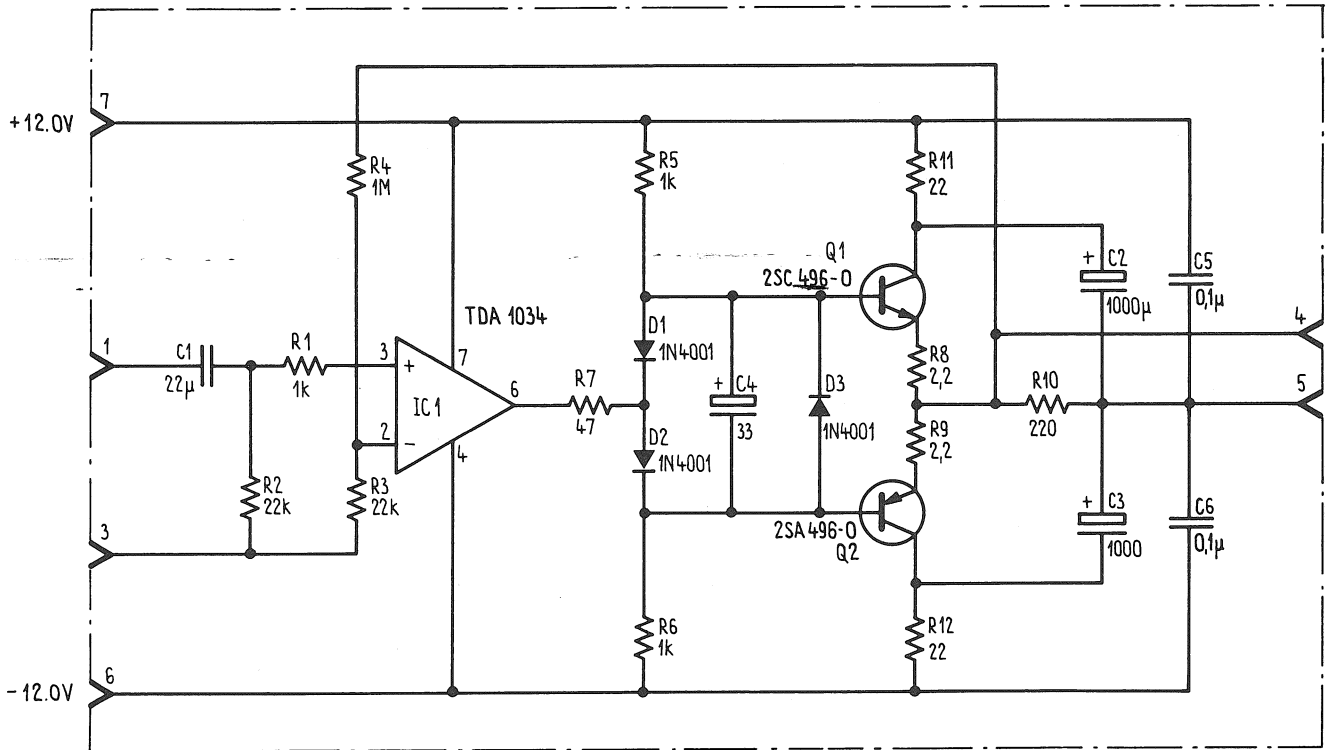 +12.0V
7
R4
1M
R5
1k
R11
22
Q1
2SC 496-O
+
C2
1000µ
C5
0,1µ
TDA 1034
4
1
C1
22µ
R1
1k
3
+
7
IC1
6
2
-
4
R7
47
D1
1N4001
D2
1N4001
+
C4
33
D3
1N4001
R8
2,2
R9
2,2
R10
220
5
R2
22k
R3
22k
3
2SA 496-O
Q2
+
C3
1000
C6
0,1µ
R6
1k
R12
22
-12.0V
6